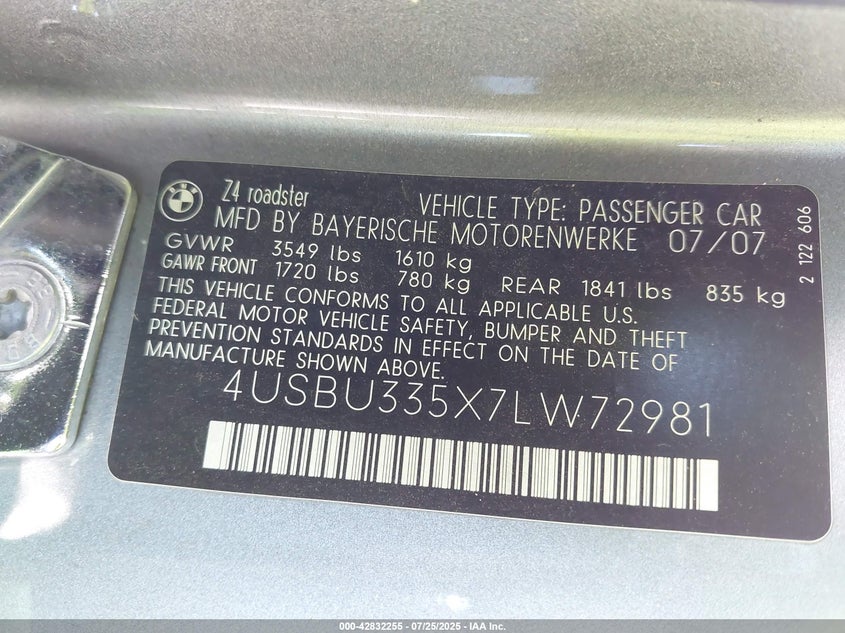 BMW
Z4 roadster VEHICLE TYPE: PASSENGER CAR
MFD BY BAYERISCHE MOTORENWERKE 07/07
GVWR 3549 lbs 1610 kg
GAWR FRONT 1720 lbs 780 kg REAR 1841 lbs 835 kg
THIS VEHICLE CONFORMS TO ALL APPLICABLE U.S.
FEDERAL MOTOR VEHICLE SAFETY, BUMPER AND THEFT
PREVENTION STANDARDS IN EFFECT ON THE DATE OF
MANUFACTURE SHOWN ABOVE.
4USBU335X7LW72981
2 122 606
000-42832255 - 07/25/2025 - IAA Inc.